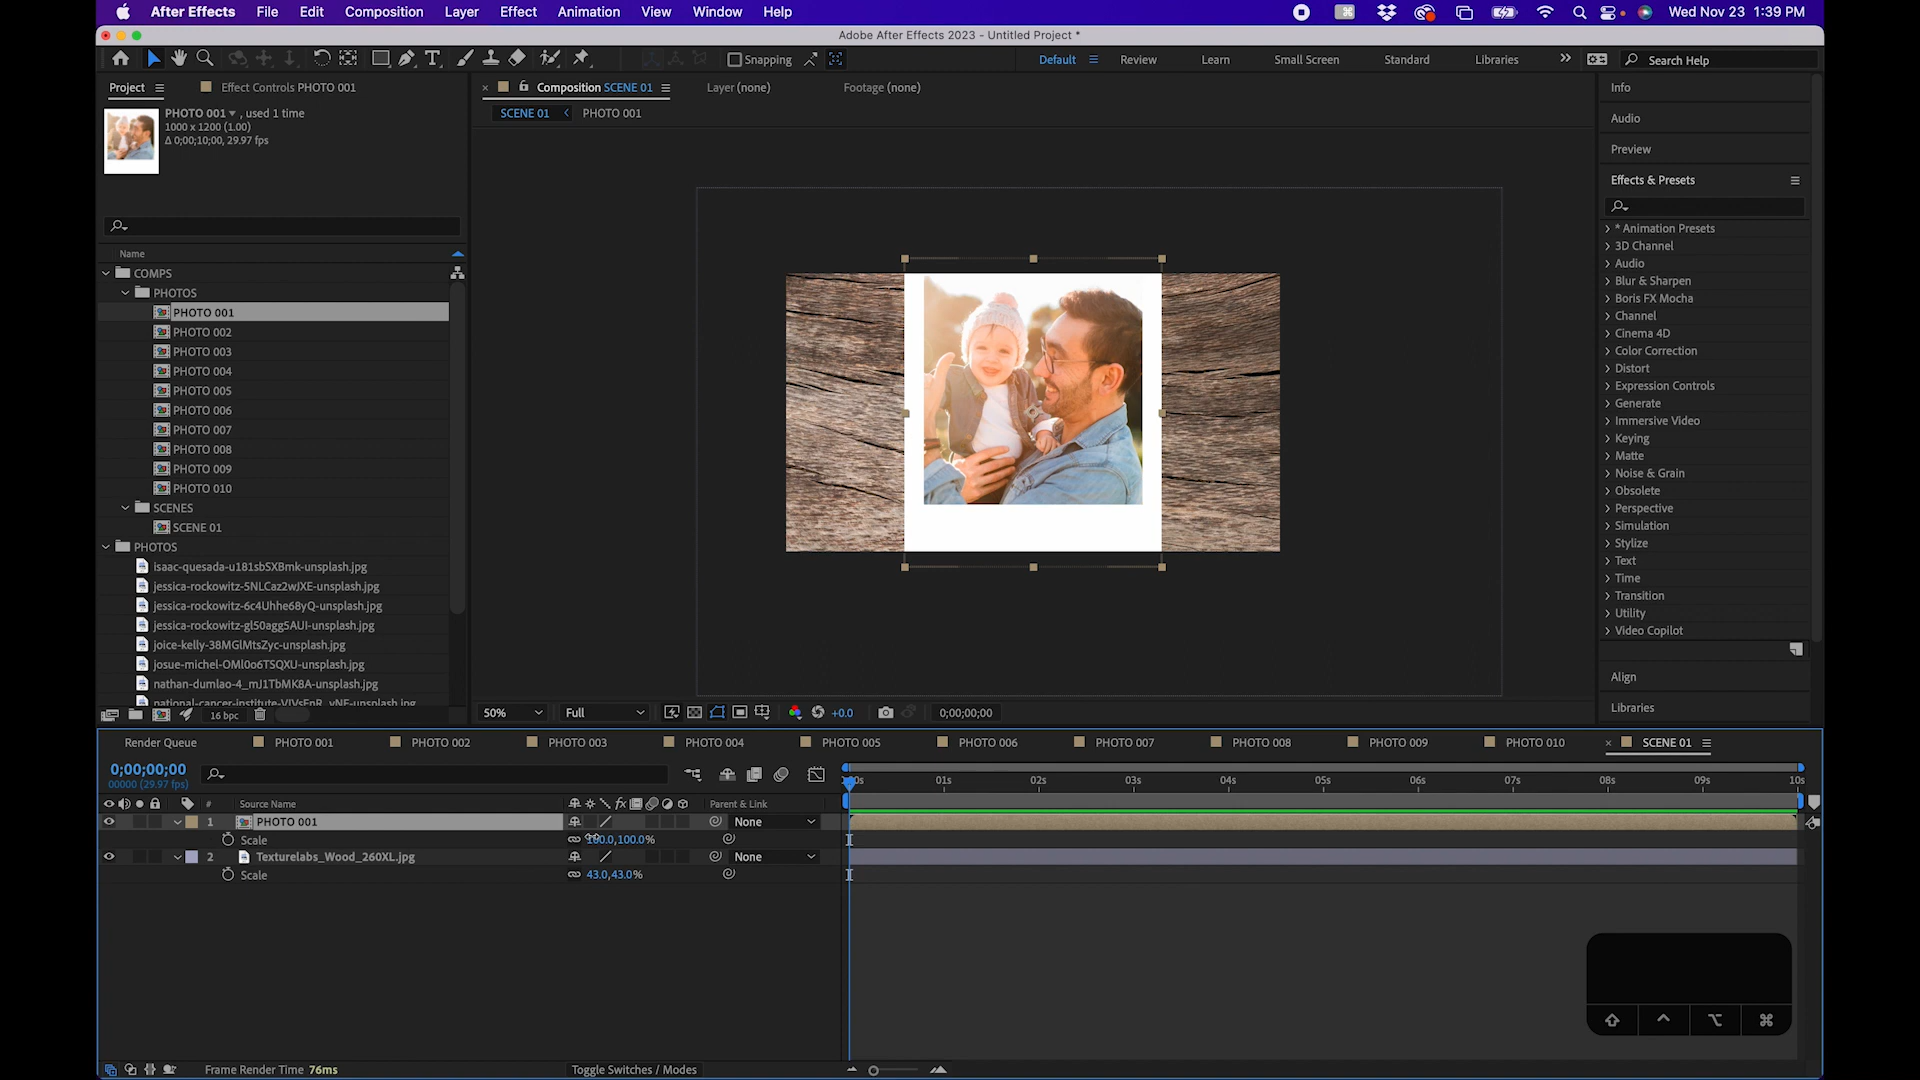 After Effects File Edit Composition Layer Effect Animation View Window Help
Wed Nov 23 1:39 PM
Adobe After Effects 2023 - Untitled Project *
Snapping
Default Review Learn Small Screen Standard Libraries
Search Help
Project
Effect Controls PHOTO 001
PHOTO 001 , used 1 time
1000 x 1200 (1.00)
Δ 0;00;10;00, 29.97 fps
Name
COMPS
PHOTOS
PHOTO 001
PHOTO 002
PHOTO 003
PHOTO 004
PHOTO 005
PHOTO 006
PHOTO 007
PHOTO 008
PHOTO 009
PHOTO 010
SCENES
SCENE 01
PHOTOS
isaac-quesada-u181sbSXBmk-unsplash.jpg
jessica-rockowitz-5NLCaz2wJXE-unsplash.jpg
jessica-rockowitz-6c4Uhhe68yQ-unsplash.jpg
jessica-rockowitz-gl50agg5AUI-unsplash.jpg
joice-kelly-38MGlMtsZyc-unsplash.jpg
josue-michel-OMl0o6TSQXU-unsplash.jpg
nathan-dumlao-4_mJ1TbMK8A-unsplash.jpg
16 bpc
Composition SCENE 01
Layer (none)
Footage (none)
SCENE 01
PHOTO 001
50%
Full
+0.0
0;00;00;00
Info
Audio
Preview
Effects & Presets
* Animation Presets
3D Channel
Audio
Blur & Sharpen
Boris FX Mocha
Channel
Cinema 4D
Color Correction
Distort
Expression Controls
Generate
Immersive Video
Keying
Matte
Noise & Grain
Obsolete
Perspective
Simulation
Stylize
Text
Time
Transition
Utility
Video Copilot
Align
Libraries
Render Queue PHOTO 001 PHOTO 002 PHOTO 003 PHOTO 004 PHOTO 005 PHOTO 006 PHOTO 007 PHOTO 008 PHOTO 009 PHOTO 010 SCENE 01
0;00;00;00
00000 (29.97 fps)
01s 02s 03s 04s 05s 06s 07s 08s 09s 10s
# Source Name fx Parent & Link
1 PHOTO 001 None
Scale 100.0,100.0%
2 Texturelabs_Wood_260XL.jpg None
Scale 43.0,43.0%
Frame Render Time 76ms
Toggle Switches / Modes